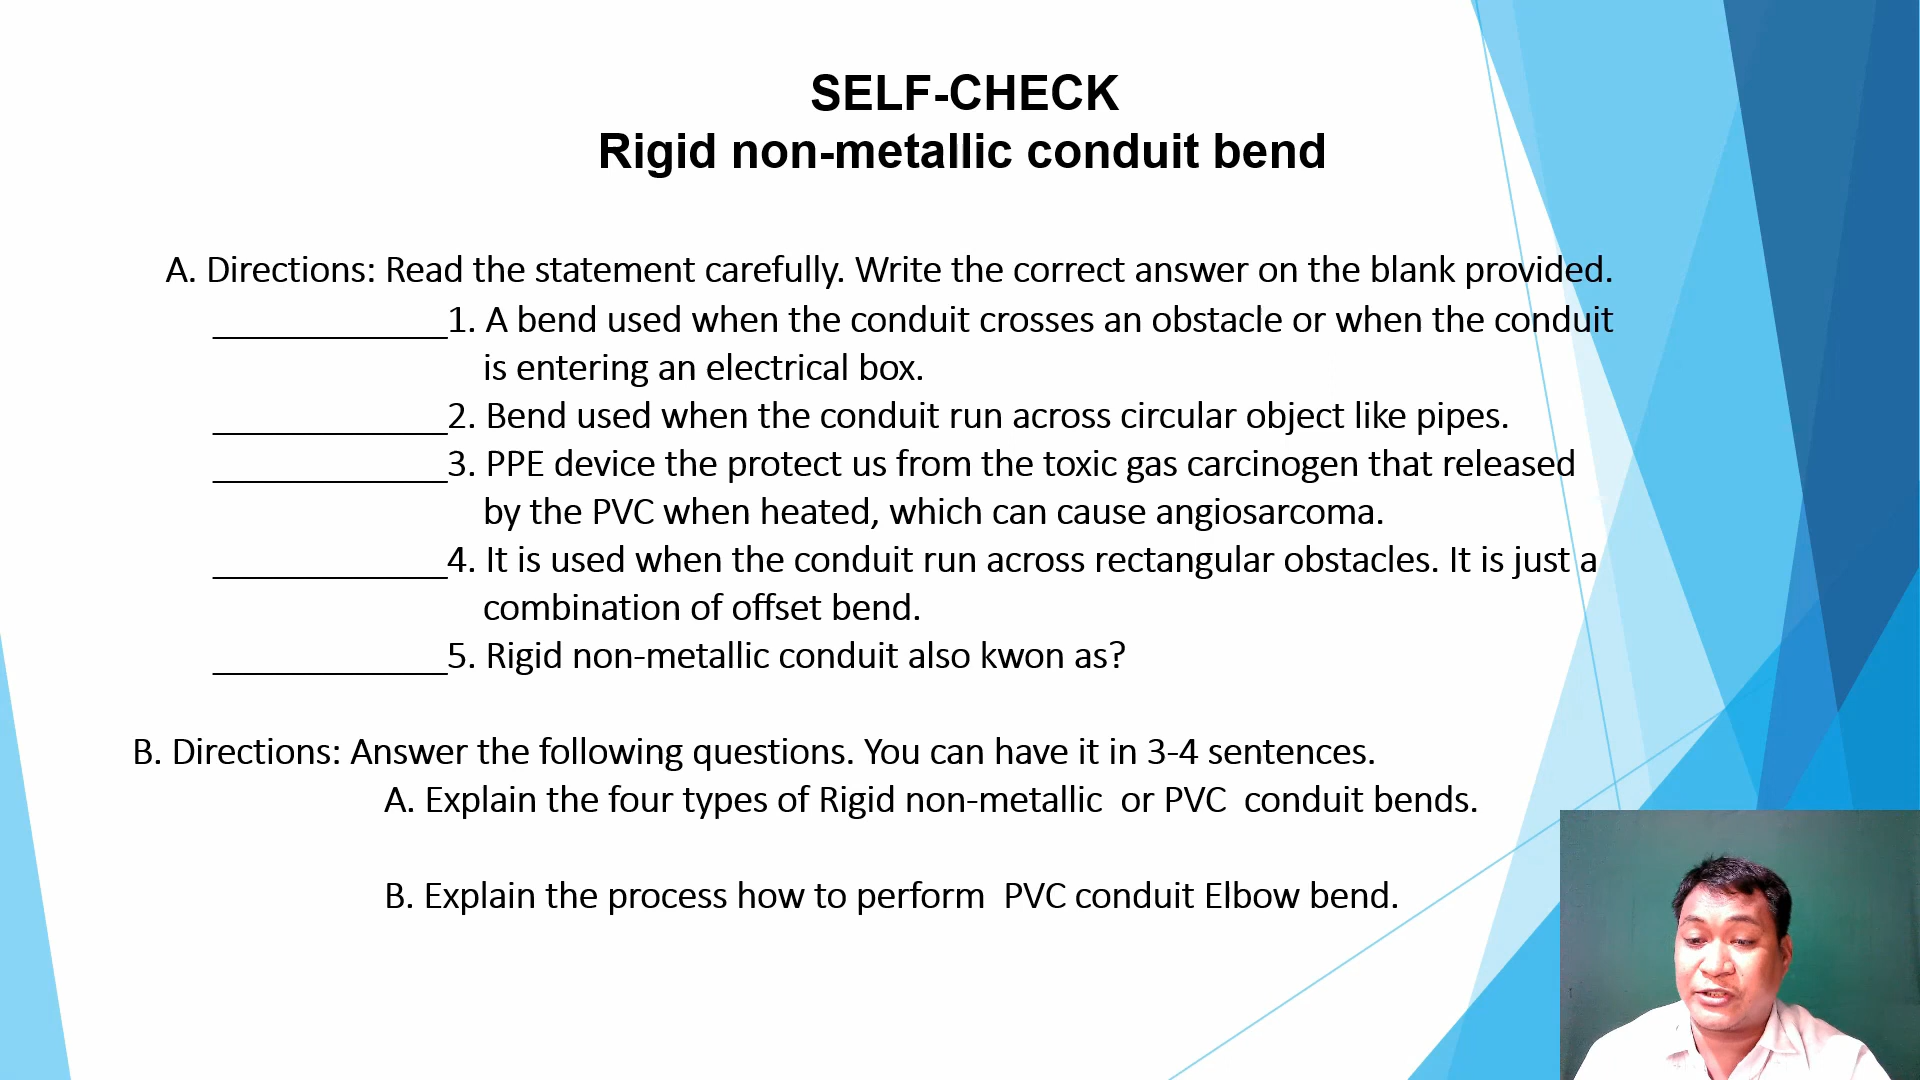 SELF-CHECK
Rigid non-metallic conduit bend
A. Directions: Read the statement carefully. Write the correct answer on the blank provided.
____________1. A bend used when the conduit crosses an obstacle or when the conduit
is entering an electrical box.
____________2. Bend used when the conduit run across circular object like pipes.
____________3. PPE device the protect us from the toxic gas carcinogen that released
by the PVC when heated, which can cause angiosarcoma.
____________4. It is used when the conduit run across rectangular obstacles. It is just a
combination of offset bend.
____________5. Rigid non-metallic conduit also kwon as?
B. Directions: Answer the following questions. You can have it in 3-4 sentences.
A. Explain the four types of Rigid non-metallic or PVC conduit bends.
B. Explain the process how to perform PVC conduit Elbow bend.